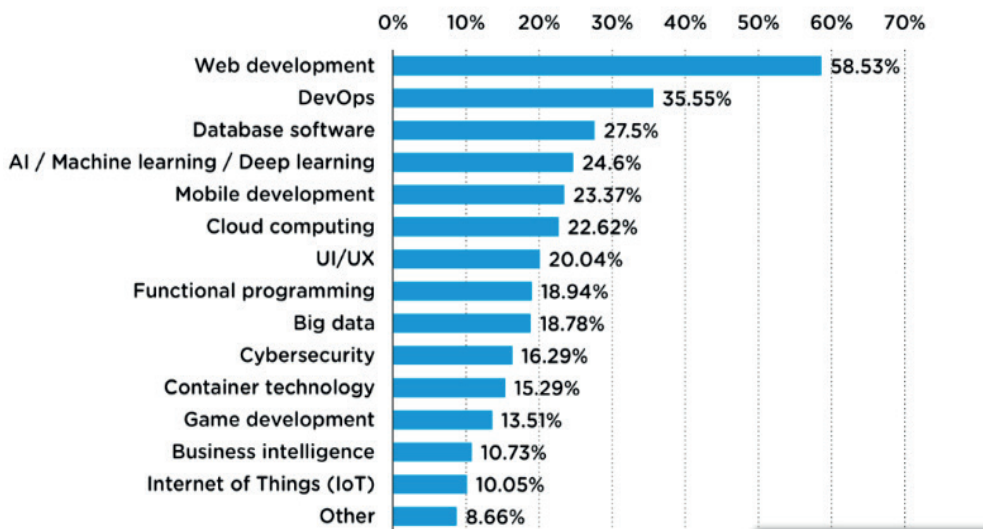 0% 10% 20% 30% 40% 50% 60% 70%
Web development 58.53%
DevOps 35.55%
Database software 27.5%
AI / Machine learning / Deep learning 24.6%
Mobile development 23.37%
Cloud computing 22.62%
UI/UX 20.04%
Functional programming 18.94%
Big data 18.78%
Cybersecurity 16.29%
Container technology 15.29%
Game development 13.51%
Business intelligence 10.73%
Internet of Things (IoT) 10.05%
Other 8.66%